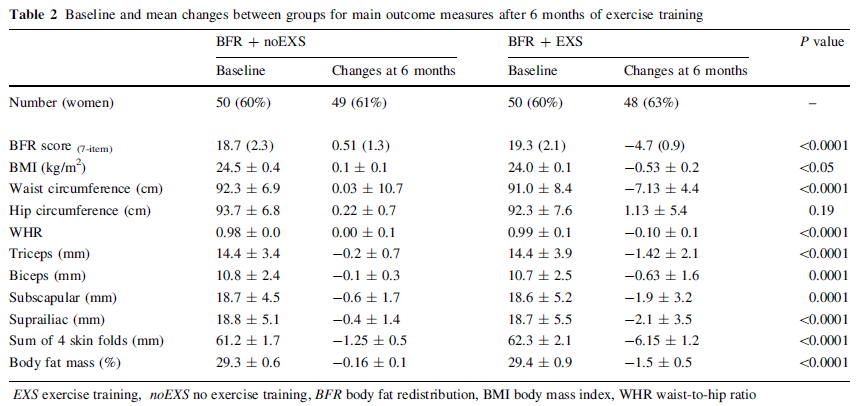 Table 2 Baseline and mean changes between groups for main outcome measures after 6 months of exercise training
BFR + noEXS BFR + EXS P value
Baseline Changes at 6 months Baseline Changes at 6 months
Number (women) 50 (60%) 49 (61%) 50 (60%) 48 (63%) –
BFR score (7-item) 18.7 (2.3) 0.51 (1.3) 19.3 (2.1) −4.7 (0.9) <0.0001
BMI (kg/m²) 24.5 ± 0.4 0.1 ± 0.1 24.0 ± 0.1 −0.53 ± 0.2 <0.05
Waist circumference (cm) 92.3 ± 6.9 0.03 ± 10.7 91.0 ± 8.4 −7.13 ± 4.4 <0.0001
Hip circumference (cm) 93.7 ± 6.8 0.22 ± 0.7 92.3 ± 7.6 1.13 ± 5.4 0.19
WHR 0.98 ± 0.0 0.00 ± 0.1 0.99 ± 0.1 −0.10 ± 0.1 <0.0001
Triceps (mm) 14.4 ± 3.4 −0.2 ± 0.7 14.4 ± 3.9 −1.42 ± 2.1 <0.0001
Biceps (mm) 10.8 ± 2.4 −0.1 ± 0.3 10.7 ± 2.5 −0.63 ± 1.6 0.0001
Subscapular (mm) 18.7 ± 4.5 −0.6 ± 1.7 18.6 ± 5.2 −1.9 ± 3.2 0.0001
Suprailiac (mm) 18.8 ± 5.1 −0.4 ± 1.4 18.7 ± 5.5 −2.1 ± 3.5 <0.0001
Sum of 4 skin folds (mm) 61.2 ± 1.7 −1.25 ± 0.5 62.3 ± 2.1 −6.15 ± 1.2 <0.0001
Body fat mass (%) 29.3 ± 0.6 −0.16 ± 0.1 29.4 ± 0.9 −1.5 ± 0.5 <0.0001
EXS exercise training, noEXS no exercise training, BFR body fat redistribution, BMI body mass index, WHR waist-to-hip ratio